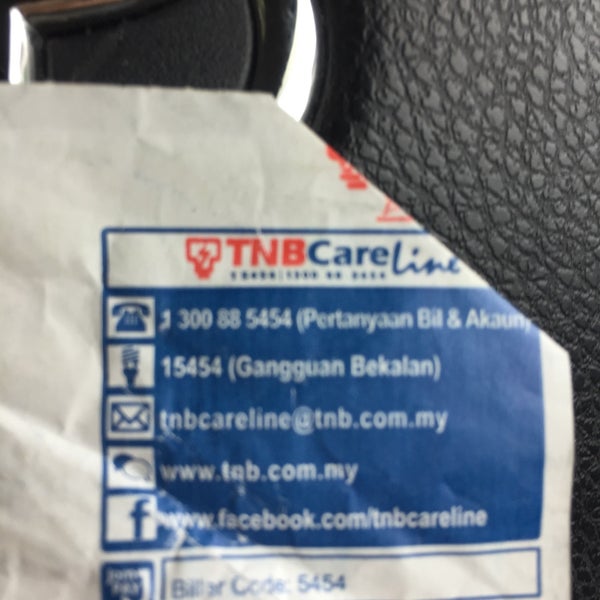 TNBCareLine
1 300 88 5454 (Pertanyaan Bil & Akaun)
15454 (Gangguan Bekalan)
tnbcareline@tnb.com.my
www.tnb.com.my
www.facebook.com/tnbcareline
Biller Code: 5454